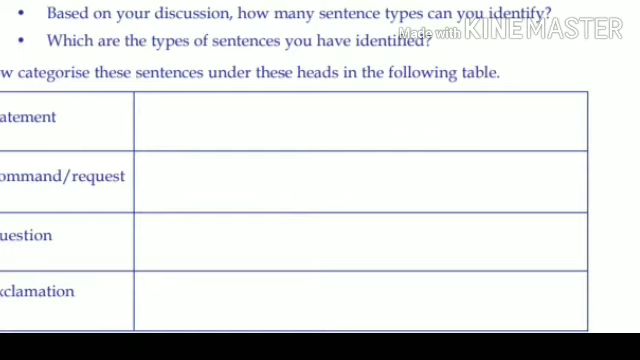 • Based on your discussion, how many sentence types can you identify?
Made with KINEMASTER
• Which are the types of sentences you have identified?
w categorise these sentences under these heads in the following table.
atement
ommand/request
uestion
xclamation